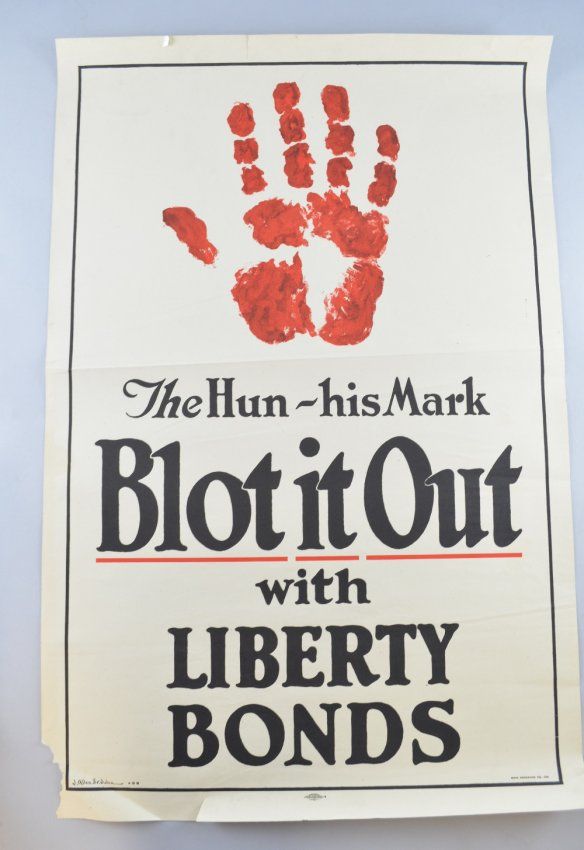 The Hun ~ his Mark
Blot it Out
with
LIBERTY
BONDS